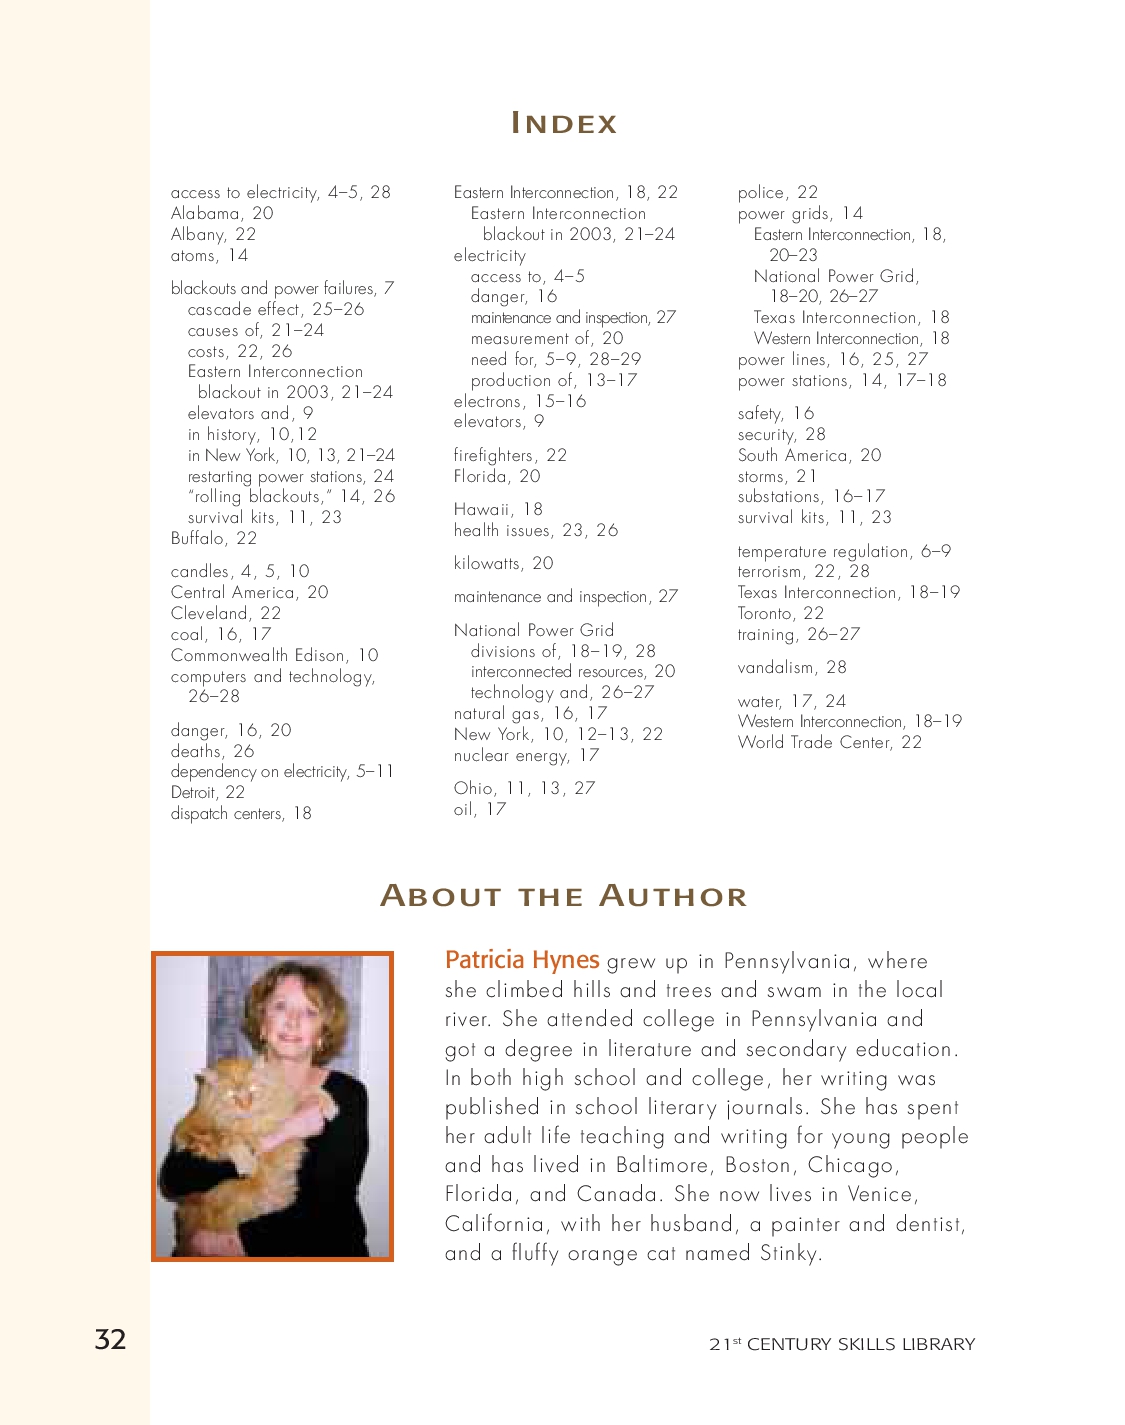 INDEX
access to electricity, 4–5, 28
Alabama, 20
Albany, 22
atoms, 14
blackouts and power failures, 7
cascade effect, 25–26
causes of, 21–24
costs, 22, 26
Eastern Interconnection
blackout in 2003, 21–24
elevators and, 9
in history, 10,12
in New York, 10, 13, 21–24
restarting power stations, 24
“rolling blackouts,” 14, 26
survival kits, 11, 23
Buffalo, 22
candles, 4, 5, 10
Central America, 20
Cleveland, 22
coal, 16, 17
Commonwealth Edison, 10
computers and technology,
26–28
danger, 16, 20
deaths, 26
dependency on electricity, 5–11
Detroit, 22
dispatch centers, 18
Eastern Interconnection, 18, 22
Eastern Interconnection
blackout in 2003, 21–24
electricity
access to, 4–5
danger, 16
maintenance and inspection, 27
measurement of, 20
need for, 5–9, 28–29
production of, 13–17
electrons, 15–16
elevators, 9
firefighters, 22
Florida, 20
Hawaii, 18
health issues, 23, 26
kilowatts, 20
maintenance and inspection, 27
National Power Grid
divisions of, 18–19, 28
interconnected resources, 20
technology and, 26–27
natural gas, 16, 17
New York, 10, 12–13, 22
nuclear energy, 17
Ohio, 11, 13, 27
oil, 17
police, 22
power grids, 14
Eastern Interconnection, 18,
20–23
National Power Grid,
18–20, 26–27
Texas Interconnection, 18
Western Interconnection, 18
power lines, 16, 25, 27
power stations, 14, 17–18
safety, 16
security, 28
South America, 20
storms, 21
substations, 16–17
survival kits, 11, 23
temperature regulation, 6–9
terrorism, 22, 28
Texas Interconnection, 18–19
Toronto, 22
training, 26–27
vandalism, 28
water, 17, 24
Western Interconnection, 18–19
World Trade Center, 22
ABOUT THE AUTHOR
Patricia Hynes grew up in Pennsylvania, where
she climbed hills and trees and swam in the local
river. She attended college in Pennsylvania and
got a degree in literature and secondary education.
In both high school and college, her writing was
published in school literary journals. She has spent
her adult life teaching and writing for young people
and has lived in Baltimore, Boston, Chicago,
Florida, and Canada. She now lives in Venice,
California, with her husband, a painter and dentist,
and a fluffy orange cat named Stinky.
32
21st CENTURY SKILLS LIBRARY